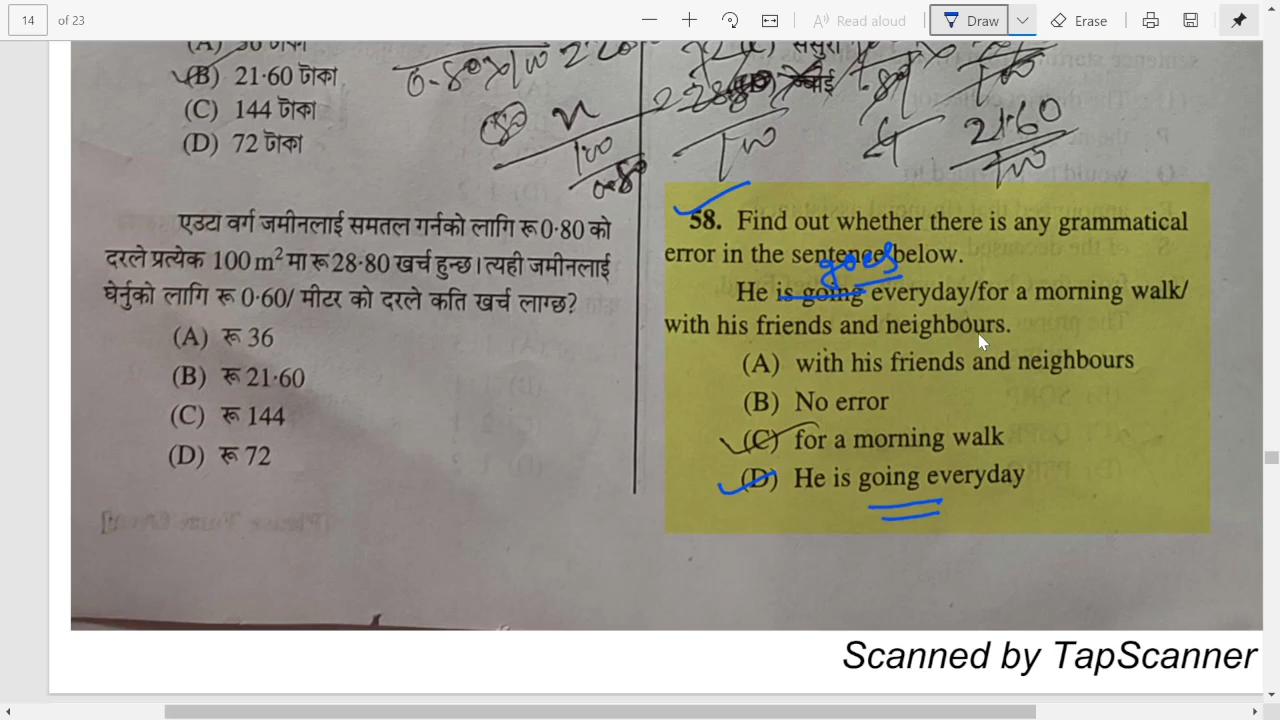 14 of 23 Read aloud Draw Erase
(A) 36 টাকা
(B) 21·60 টাকা
(C) 144 টাকা
(D) 72 টাকা
21·60
एउटा वर्ग जमीनलाई समतल गर्नको लागि रू 0·80 को
दरले प्रत्येक 100 m² मा रू 28·80 खर्च हुन्छ। त्यही जमीनलाई
घेर्नुको लागि रू 0·60/ मीटर को दरले कति खर्च लाग्छ?
(A) रू 36
(B) रू 21·60
(C) रू 144
(D) रू 72
58. Find out whether there is any grammatical
error in the sentence below.
goes
He is going everyday/for a morning walk/
with his friends and neighbours.
(A) with his friends and neighbours
(B) No error
(C) for a morning walk
(D) He is going everyday
Scanned by TapScanner